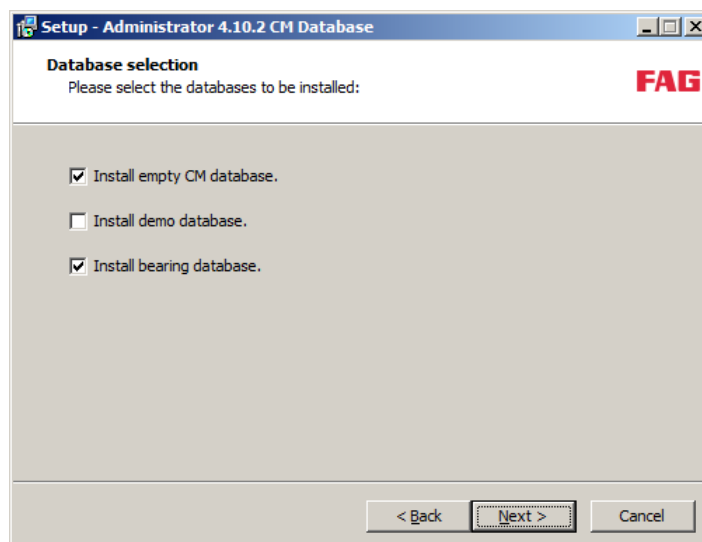 Setup - Administrator 4.10.2 CM Database
Database selection
Please select the databases to be installed:
FAG
Install empty CM database.
Install demo database.
Install bearing database.
< Back
Next >
Cancel